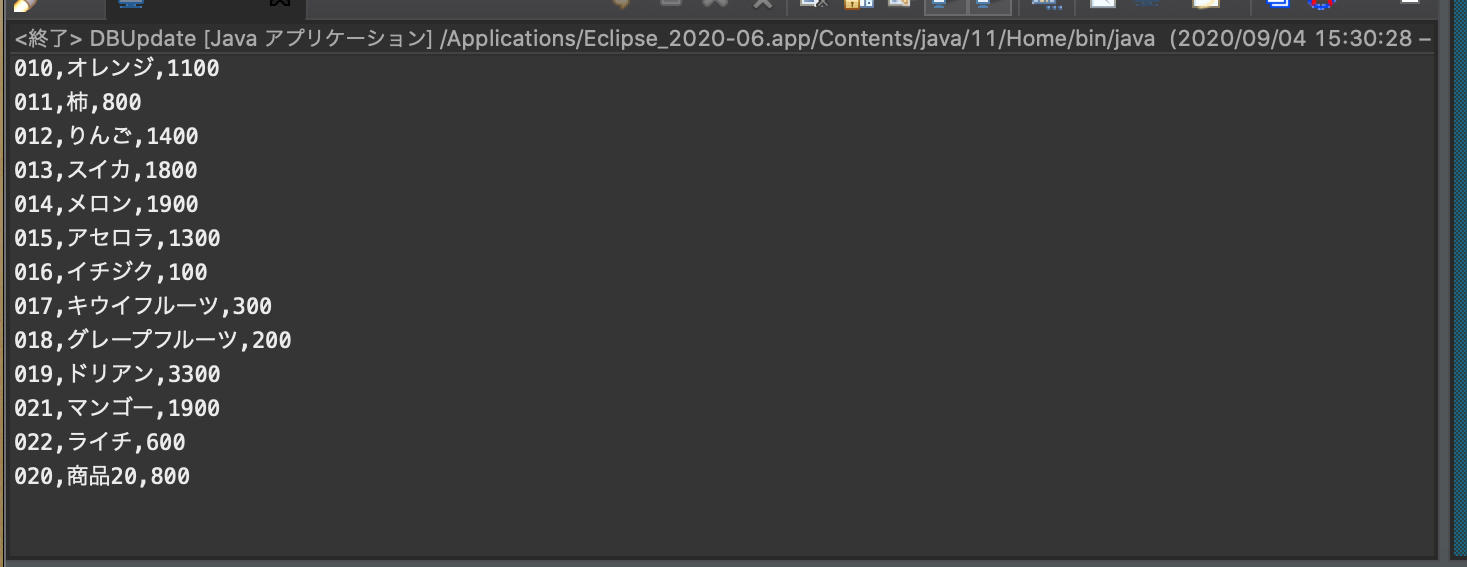 <終了> DBUpdate [Java アプリケーション] /Applications/Eclipse_2020-06.app/Contents/java/11/Home/bin/java  (2020/09/04 15:30:28 –
010,オレンジ,1100
011,柿,800
012,りんご,1400
013,スイカ,1800
014,メロン,1900
015,アセロラ,1300
016,イチジク,100
017,キウイフルーツ,300
018,グレープフルーツ,200
019,ドリアン,3300
021,マンゴー,1900
022,ライチ,600
020,商品20,800